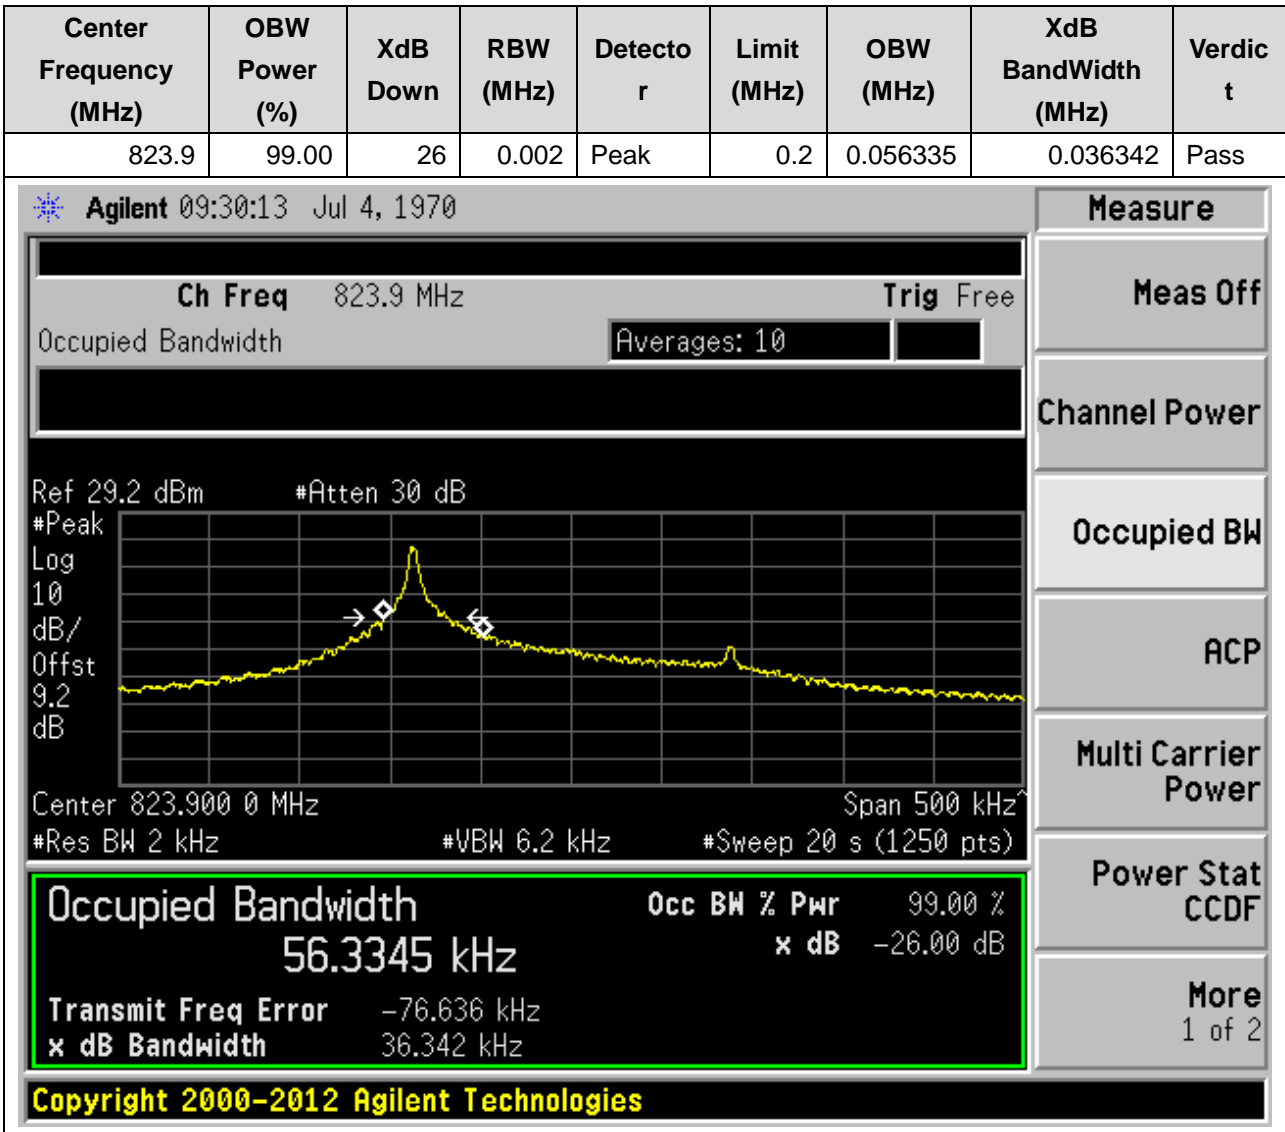 Center Frequency (MHz) OBW Power (%) XdB Down RBW (MHz) Detecto r Limit (MHz) OBW (MHz) XdB BandWidth (MHz) Verdic t
823.9 99.00 26 0.002 Peak 0.2 0.056335 0.036342 Pass
Agilent 09:30:13 Jul 4, 1970 Measure
Ch Freq 823.9 MHz Trig Free
Meas Off
Occupied Bandwidth Averages: 10
Channel Power
Ref 29.2 dBm #Atten 30 dB
#Peak
Log
10
dB/
Offst
9.2
dB
Occupied BW
ACP
Multi Carrier
Power
Center 823.900 0 MHz Span 500 kHz^
#Res BW 2 kHz #VBW 6.2 kHz #Sweep 20 s (1250 pts)
Power Stat
CCDF
Occupied Bandwidth Occ BW % Pwr 99.00 %
56.3345 kHz x dB -26.00 dB
Transmit Freq Error -76.636 kHz
x dB Bandwidth 36.342 kHz
More
1 of 2
Copyright 2000-2012 Agilent Technologies